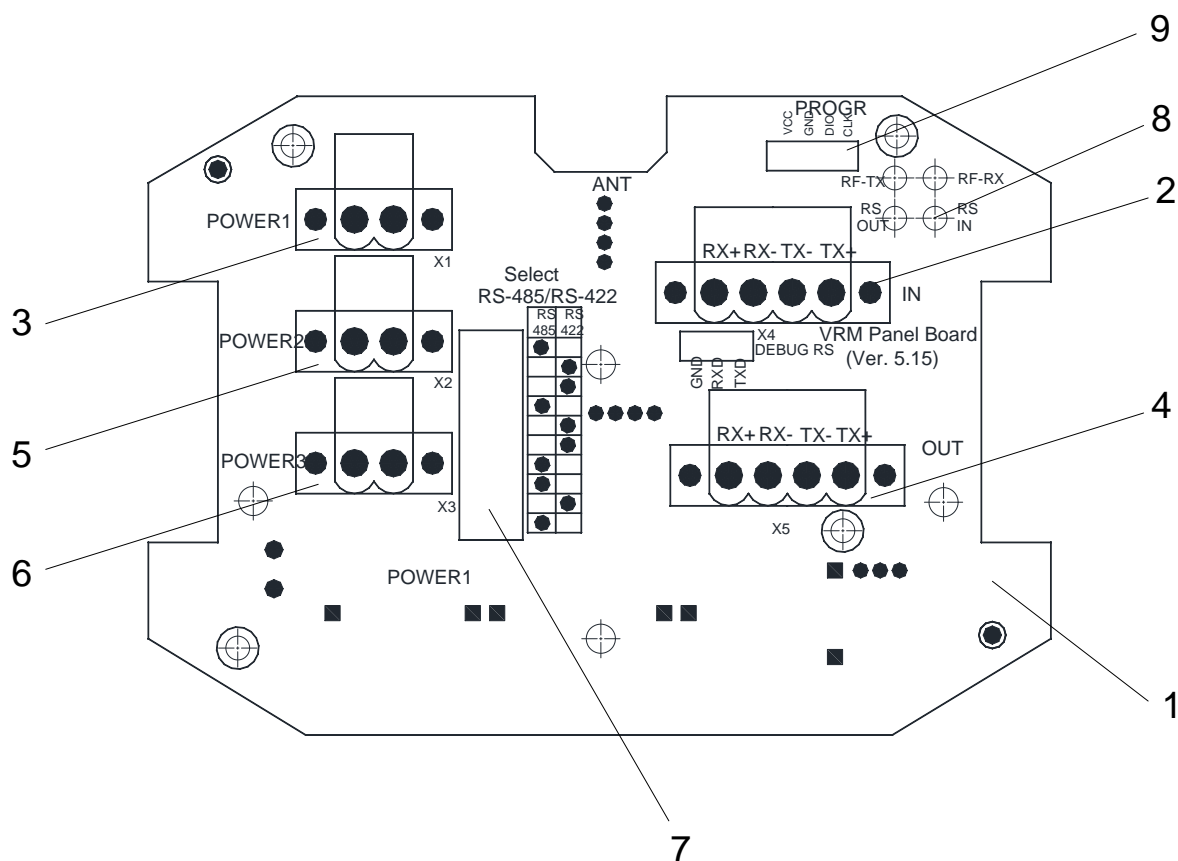 9
PROGR
VCC
GND
DIO
CLK
8
RF-TX
RF-RX
ANT
2
POWER1
RS
OUT
RS
IN
RX+ RX- TX- TX+
X1
Select
RS-485/RS-422
IN
3
RS
485
RS
422
X4
VRM Panel Board
POWER2
DEBUG RS
(Ver. 5.15)
GND
RXD
TXD
X2
4
RX+ RX- TX- TX+
OUT
5
POWER3
X3
X5
6
POWER1
1
7